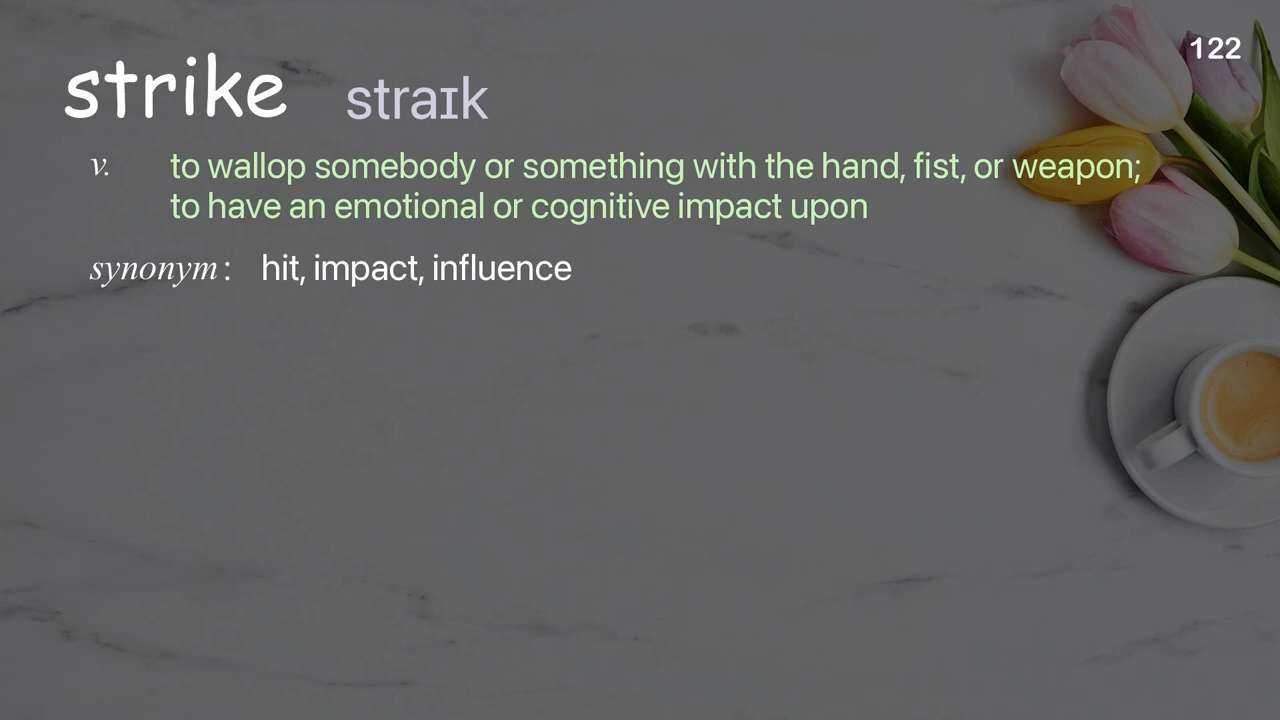 122
strike straɪk
v. to wallop somebody or something with the hand, fist, or weapon;
to have an emotional or cognitive impact upon
synonym: hit, impact, influence